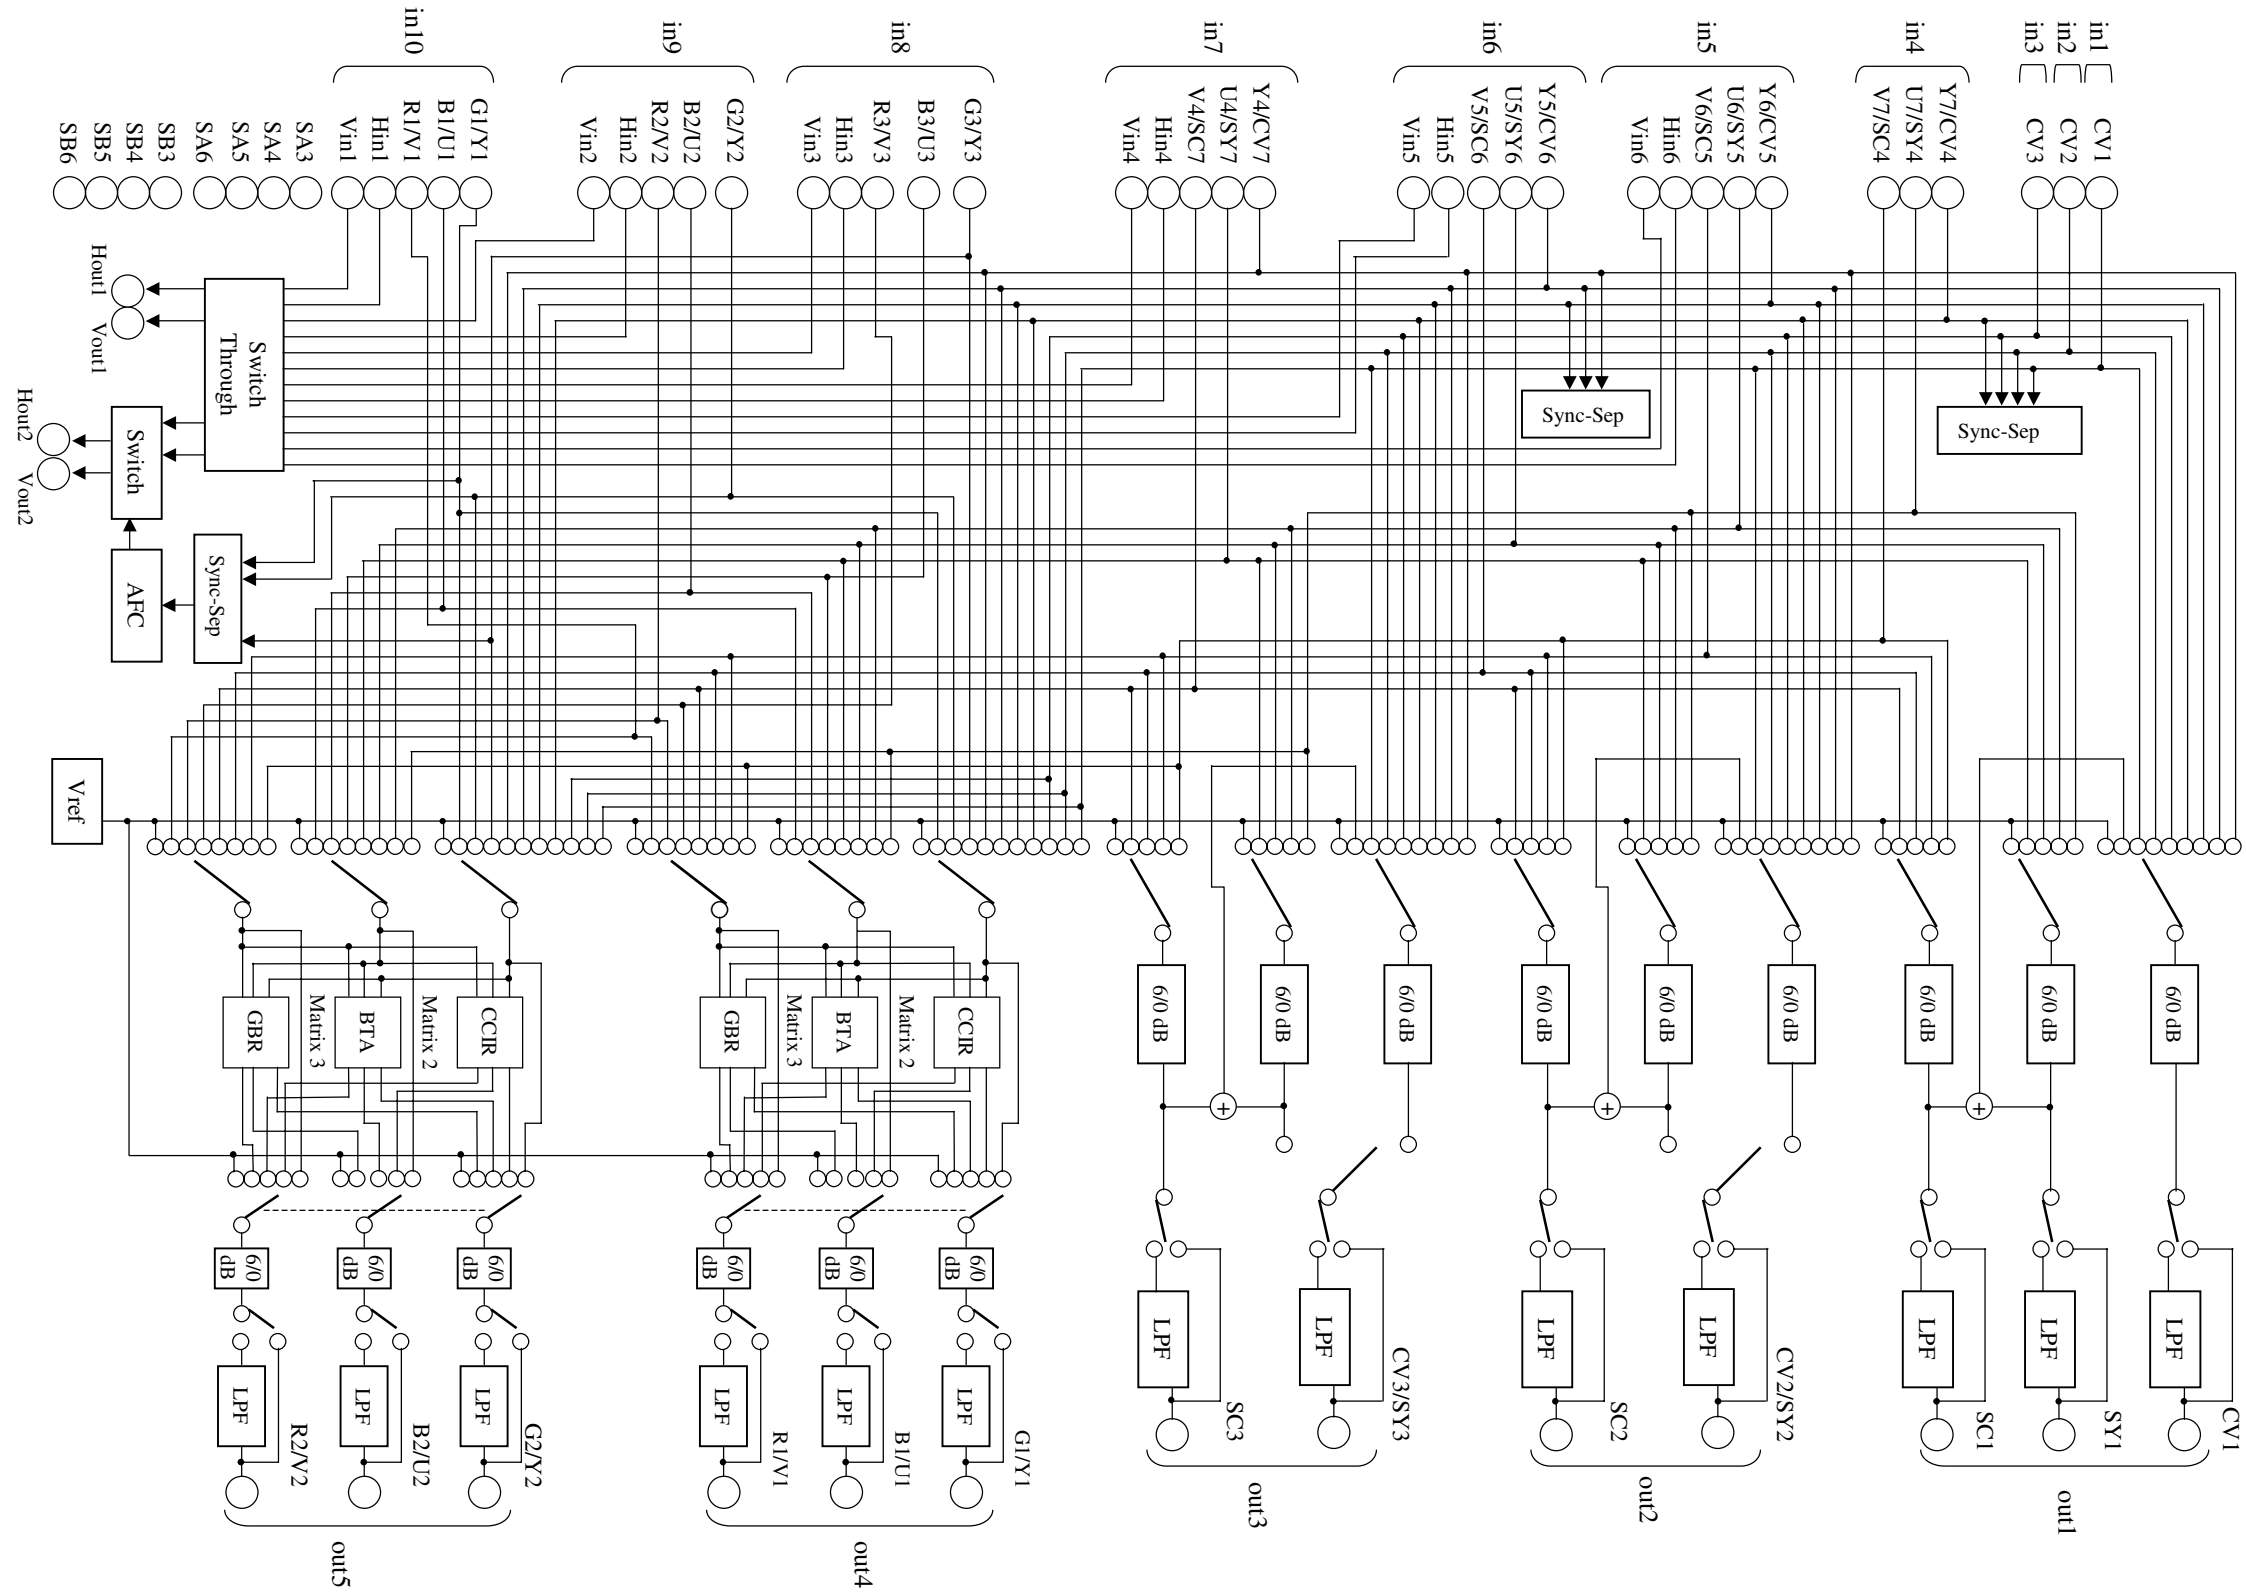 in10
in9
in8
in7
in6
in5
in4
in3
in2
in1
SB6
SB5
SB4
SB3
SA6
SA5
SA4
SA3
Vin1
Hin1
R1/V1
B1/U1
G1/Y1
Vin2
Hin2
R2/V2
B2/U2
G2/Y2
Vin3
Hin3
R3/V3
B3/U3
G3/Y3
Vin4
Hin4
V4/SC7
U4/SY7
Y4/CV7
Vin5
Hin5
V5/SC6
U5/SY6
Y5/CV6
Vin6
Hin6
V6/SC5
U6/SY5
Y6/CV5
V7/SC4
U7/SY4
Y7/CV4
CV3
CV2
CV1
Hout1
Vout1
Switch
Through
Hout2
Vout2
Switch
Sync-Sep
Sync-Sep
Sync-Sep
AFC
Vref
GBR
Matrix 3
BTA
Matrix 2
CCIR
GBR
Matrix 3
BTA
Matrix 2
CCIR
6/0 dB
6/0 dB
6/0 dB
6/0 dB
6/0 dB
6/0 dB
6/0 dB
6/0 dB
6/0 dB
+
+
+
6/0
dB
6/0
dB
6/0
dB
6/0
dB
6/0
dB
6/0
dB
LPF
LPF
LPF
LPF
LPF
LPF
LPF
LPF
LPF
LPF
LPF
LPF
LPF
R2/V2
B2/U2
G2/Y2
R1/V1
B1/U1
G1/Y1
SC3
CV3/SY3
SC2
CV2/SY2
SC1
SY1
CV1
out5
out4
out3
out2
out1